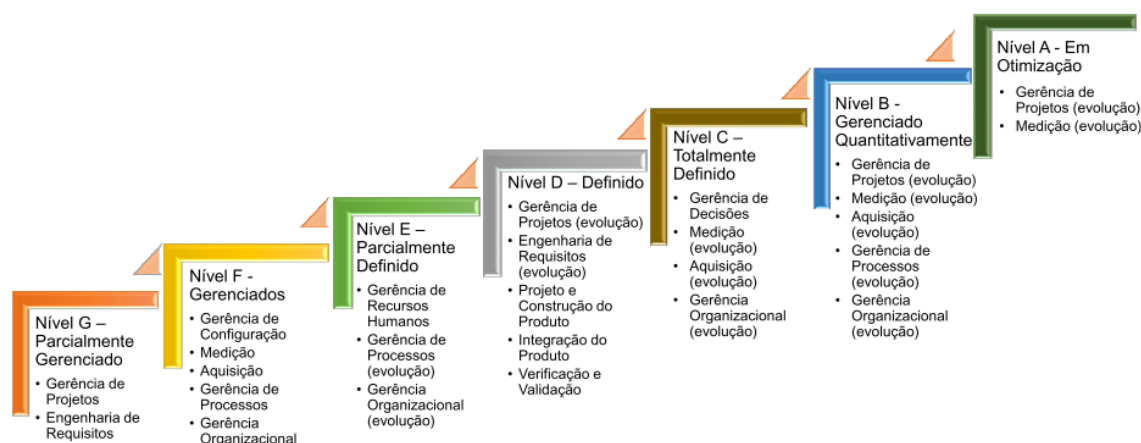 Nível G –
Parcialmente
Gerenciado
• Gerência de
Projetos
• Engenharia de
Requisitos
Nível F -
Gerenciados
• Gerência de
Configuração
• Medição
• Aquisição
• Gerência de
Processos
• Gerência
Organizacional
Nível E –
Parcialmente
Definido
• Gerência de
Recursos
Humanos
• Gerência de
Processos
(evolução)
• Gerência
Organizacional
(evolução)
Nível D – Definido
• Gerência de
Projetos (evolução)
• Engenharia de
Requisitos
(evolução)
• Projeto e
Construção do
Produto
• Integração do
Produto
• Verificação e
Validação
Nível C –
Totalmente
Definido
• Gerência de
Decisões
• Medição
(evolução)
• Aquisição
(evolução)
• Gerência
Organizacional
(evolução)
Nível B -
Gerenciado
Quantitativamente
• Gerência de
Projetos (evolução)
• Medição (evolução)
• Aquisição
(evolução)
• Gerência de
Processos
(evolução)
• Gerência
Organizacional
(evolução)
Nível A - Em
Otimização
• Gerência de
Projetos (evolução)
• Medição (evolução)